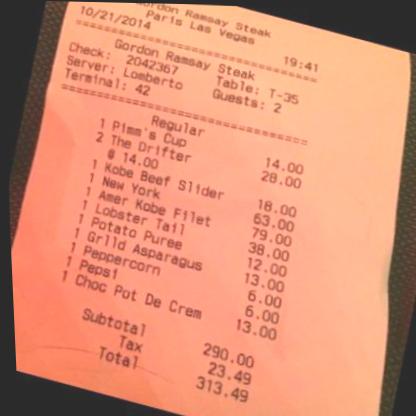 Gordon Ramsay Steak
Paris Las Vegas
10/21/2014 19:41
====================================
Gordon Ramsay Steak
Check: 2042367 Table: T-35
Server: Lomberto Guests: 2
Terminal: 42
====================================
Regular
1 Pimm's Cup 14.00
2 The Drifter 28.00
@ 14.00
1 Kobe Beef Slider 18.00
1 New York 63.00
1 Amer Kobe Filet 79.00
1 Lobster Tail 38.00
1 Potato Puree 12.00
1 Grlld Asparagus 13.00
1 Peppercorn 6.00
1 Pepsi 6.00
1 Choc Pot De Crem 13.00
Subtotal 290.00
Tax 23.49
Total 313.49